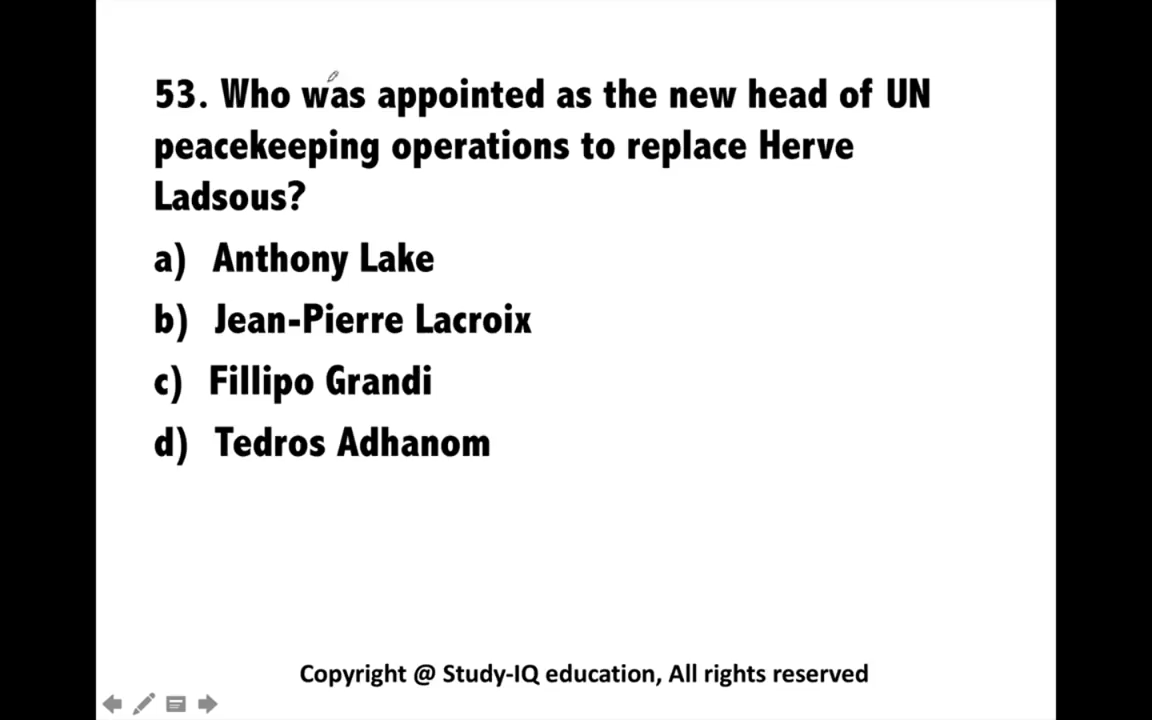 53. Who was appointed as the new head of UN
peacekeeping operations to replace Herve
Ladsous?
a) Anthony Lake
b) Jean-Pierre Lacroix
c) Fillipo Grandi
d) Tedros Adhanom
Copyright @ Study-IQ education, All rights reserved